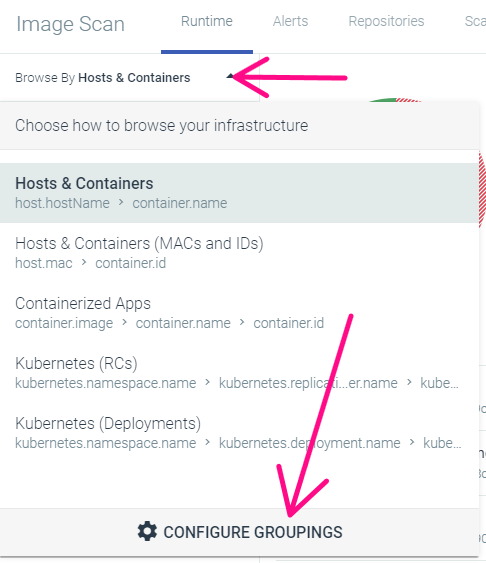 Image Scan
Runtime
Alerts
Repositories
Sca
Browse By Hosts & Containers
Choose how to browse your infrastructure
Hosts & Containers
host.hostName > container.name
Hosts & Containers (MACs and IDs)
host.mac > container.id
Containerized Apps
container.image > container.name > container.id
Kubernetes (RCs)
kubernetes.namespace.name > kubernetes.replicati...er.name > kube...
Kubernetes (Deployments)
kubernetes.namespace.name > kubernetes.deployment.name > kube...
CONFIGURE GROUPINGS